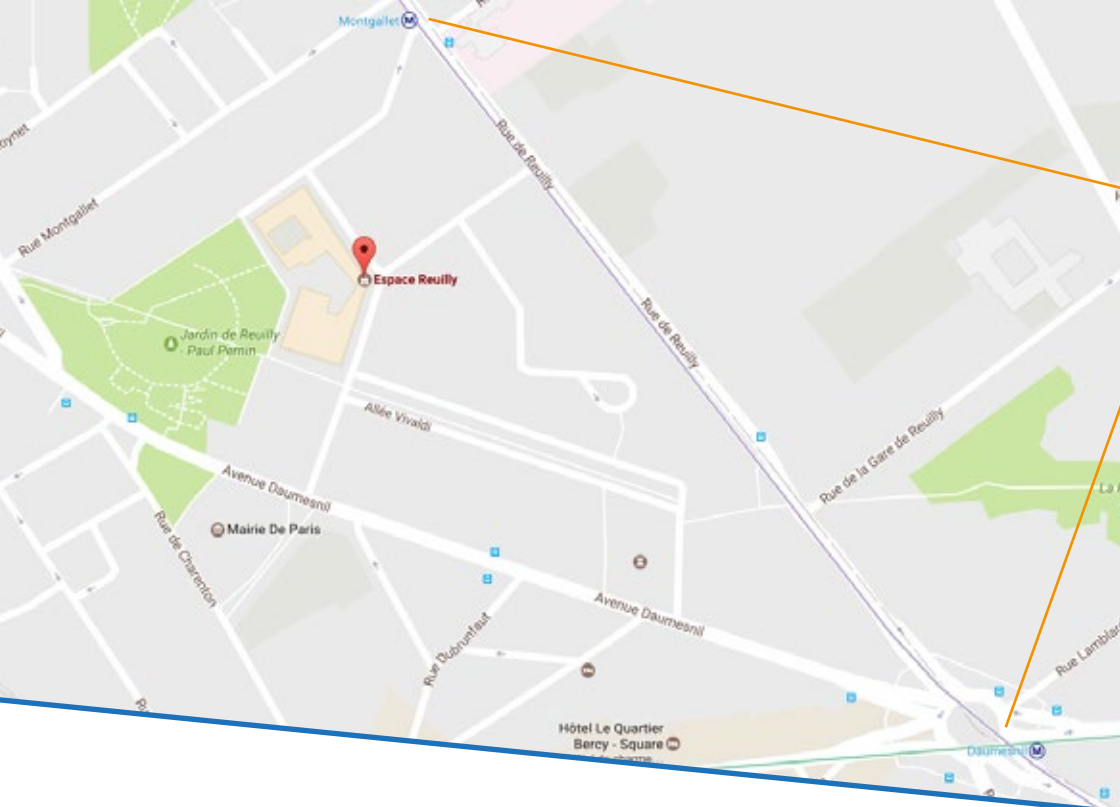 Montgallet
Rue Montgallet
Rue de Reuilly
Espace Reuilly
Jardin de Reuilly
- Paul Pernin
Rue de Reuilly
Allée Vivaldi
Rue de la Gare de Reuilly
Avenue Daumesnil
Mairie De Paris
Rue de Charenton
Avenue Daumesnil
Rue Dubrunfaut
Hôtel Le Quartier
Bercy - Square
Daumesnil